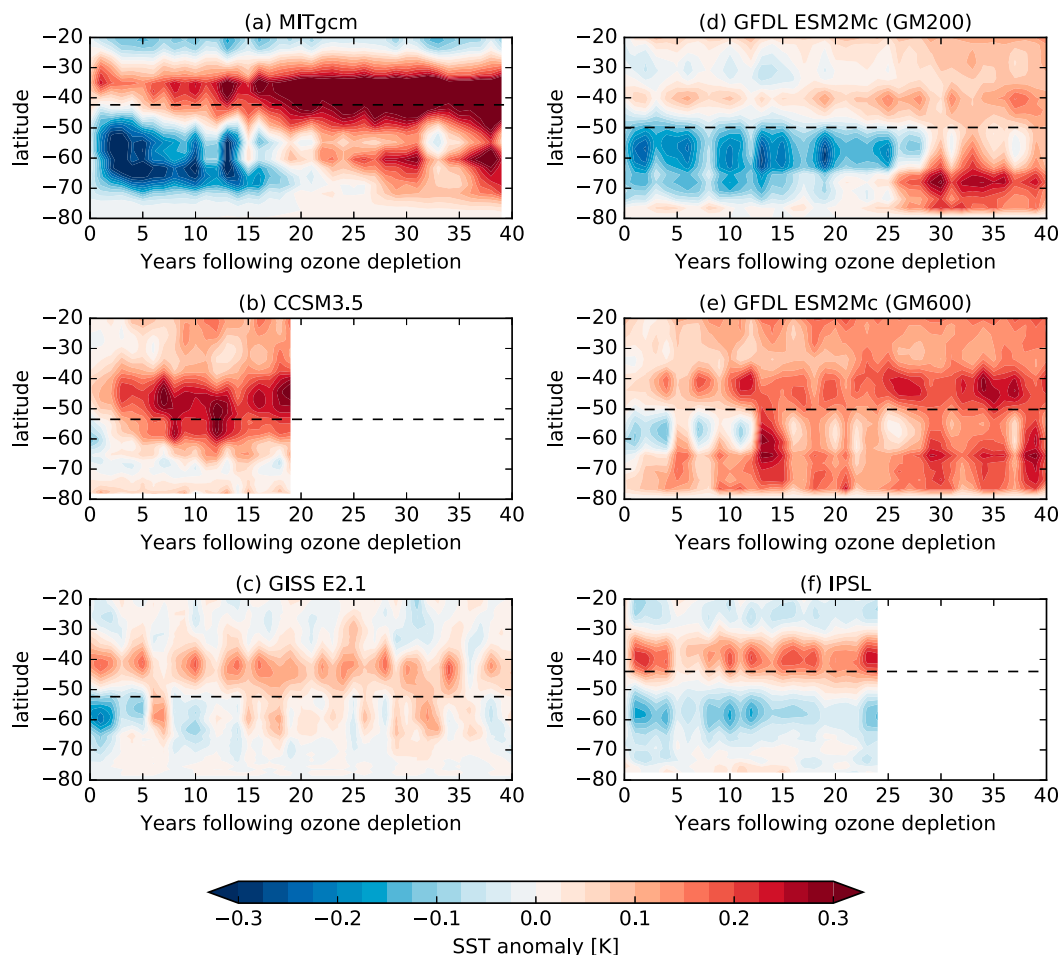 (a) MITgcm
−20
−30
−40
−50
−60
−70
−80
latitude
0 5 10 15 20 25 30 35 40
Years following ozone depletion
(d) GFDL ESM2Mc (GM200)
−20
−30
−40
−50
−60
−70
−80
latitude
0 5 10 15 20 25 30 35 40
Years following ozone depletion
(b) CCSM3.5
−20
−30
−40
−50
−60
−70
−80
latitude
0 5 10 15 20 25 30 35 40
Years following ozone depletion
(e) GFDL ESM2Mc (GM600)
−20
−30
−40
−50
−60
−70
−80
latitude
0 5 10 15 20 25 30 35 40
Years following ozone depletion
(c) GISS E2.1
−20
−30
−40
−50
−60
−70
−80
latitude
0 5 10 15 20 25 30 35 40
Years following ozone depletion
(f) IPSL
−20
−30
−40
−50
−60
−70
−80
latitude
0 5 10 15 20 25 30 35 40
Years following ozone depletion
−0.3 −0.2 −0.1 0.0 0.1 0.2 0.3
SST anomaly [K]